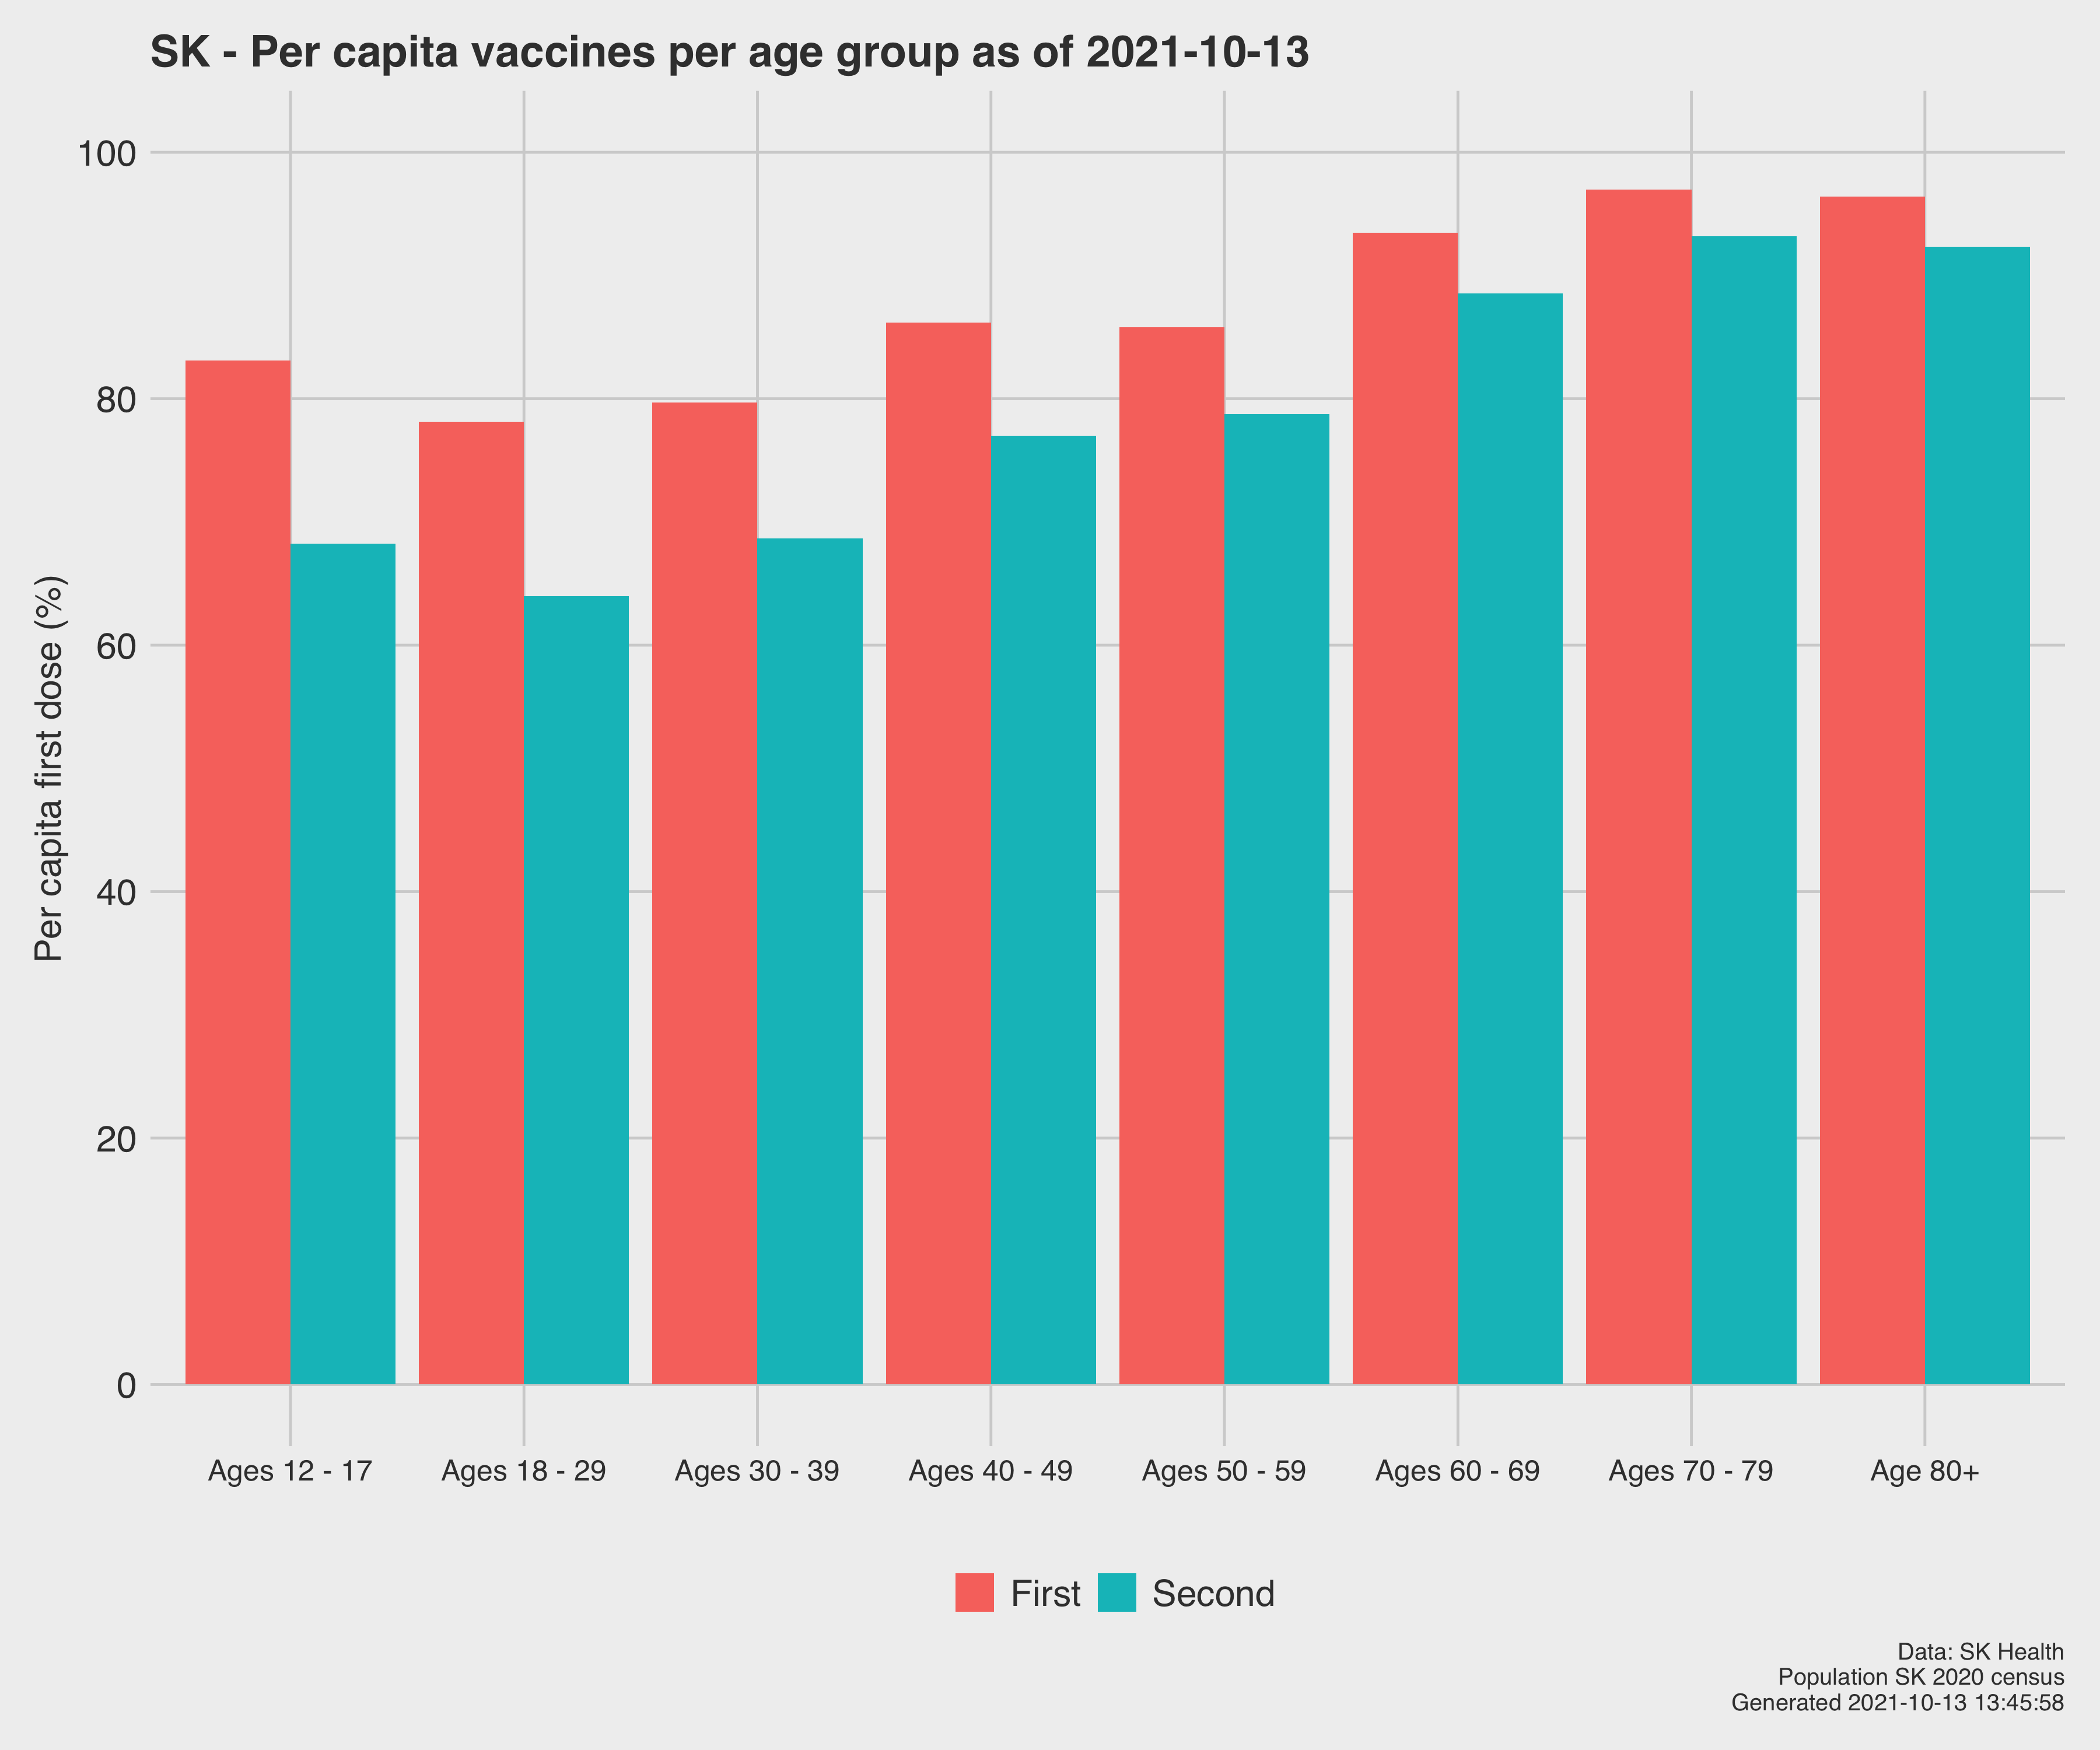 SK - Per capita vaccines per age group as of 2021-10-13
Per capita first dose (%)
100
80
60
40
20
0
Ages 12 - 17
Ages 18 - 29
Ages 30 - 39
Ages 40 - 49
Ages 50 - 59
Ages 60 - 69
Ages 70 - 79
Age 80+
First
Second
Data: SK Health
Population SK 2020 census
Generated 2021-10-13 13:45:58